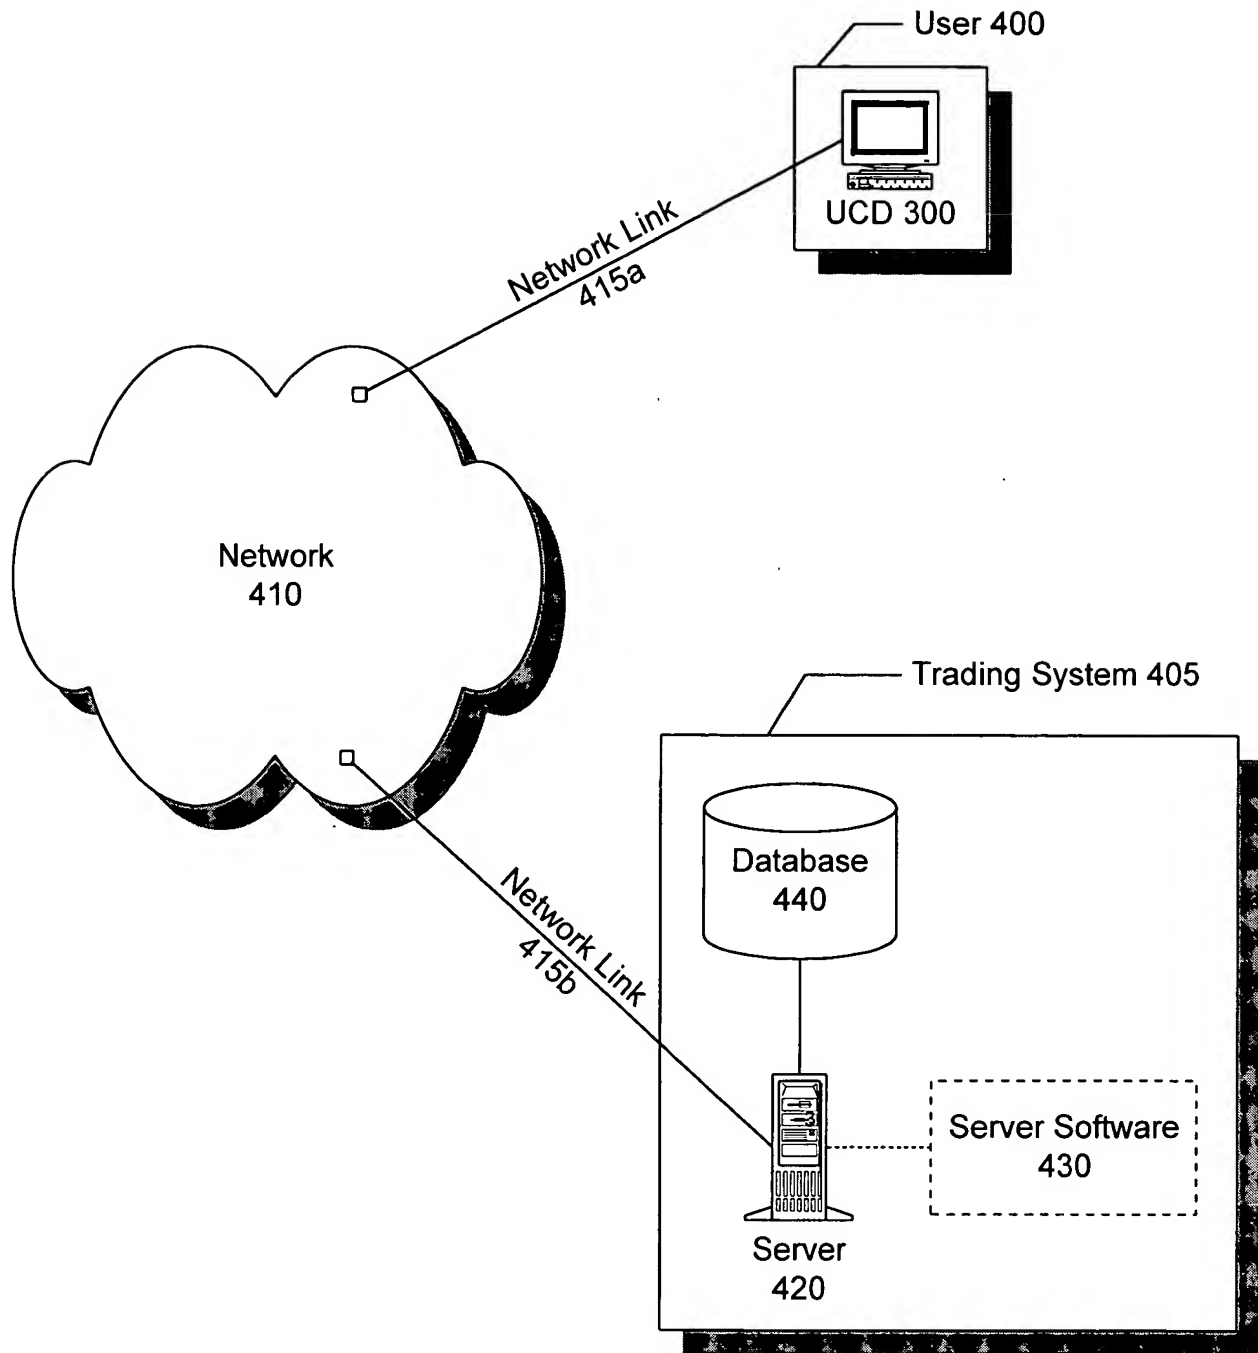 User 400
UCD 300
Network Link
415a
Network
410
Trading System 405
Database
440
Network Link
415b
Server Software
430
Server
420